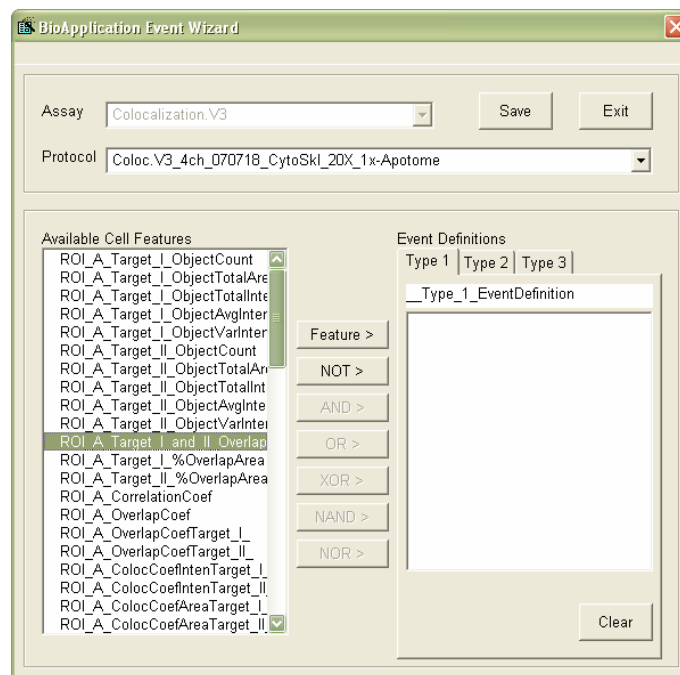 BioApplication Event Wizard
Assay
Colocalization.V3
Save
Exit
Protocol
Coloc.V3_4ch_070718_CytoSkl_20X_1x-Apotome
Available Cell Features
ROI_A_Target_I_ObjectCount
ROI_A_Target_I_ObjectTotalAre
ROI_A_Target_I_ObjectTotalInte
ROI_A_Target_I_ObjectAvgInter
ROI_A_Target_I_ObjectVarInter
ROI_A_Target_II_ObjectCount
ROI_A_Target_II_ObjectTotalAre
ROI_A_Target_II_ObjectTotalInt
ROI_A_Target_II_ObjectAvgInte
ROI_A_Target_II_ObjectVarInter
ROI_A_Target_I_and_II_Overlap
ROI_A_Target_I_%OverlapArea
ROI_A_Target_II_%OverlapArea
ROI_A_CorrelationCoef
ROI_A_OverlapCoef
ROI_A_OverlapCoefTarget_I_
ROI_A_OverlapCoefTarget_II_
ROI_A_ColocCoefIntenTarget_I_
ROI_A_ColocCoefIntenTarget_II_
ROI_A_ColocCoefAreaTarget_I_
ROI_A_ColocCoefAreaTarget_II_
Feature >
NOT >
AND >
OR >
XOR >
NAND >
NOR >
Event Definitions
Type 1
Type 2
Type 3
__Type_1_EventDefinition
Clear